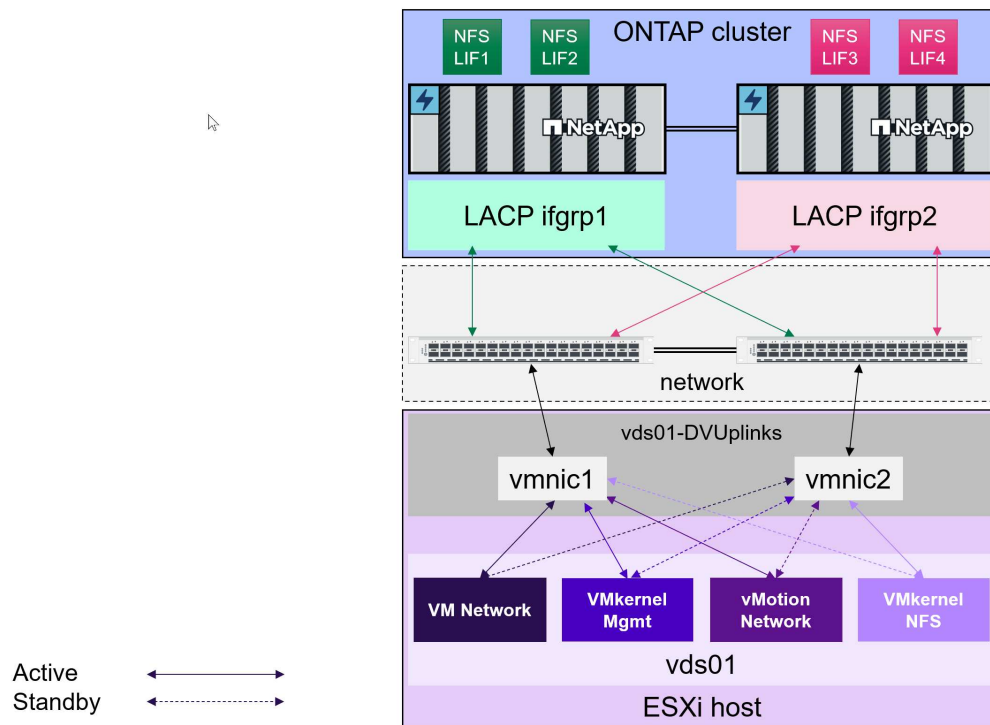 ONTAP cluster
NFS
LIF1
NFS
LIF2
NFS
LIF3
NFS
LIF4
NetApp
NetApp
LACP ifgrp1
LACP ifgrp2
network
vds01-DVUplinks
vmnic1
vmnic2
VM Network
VMkernel
Mgmt
vMotion
Network
VMkernel
NFS
vds01
ESXi host
Active
Standby